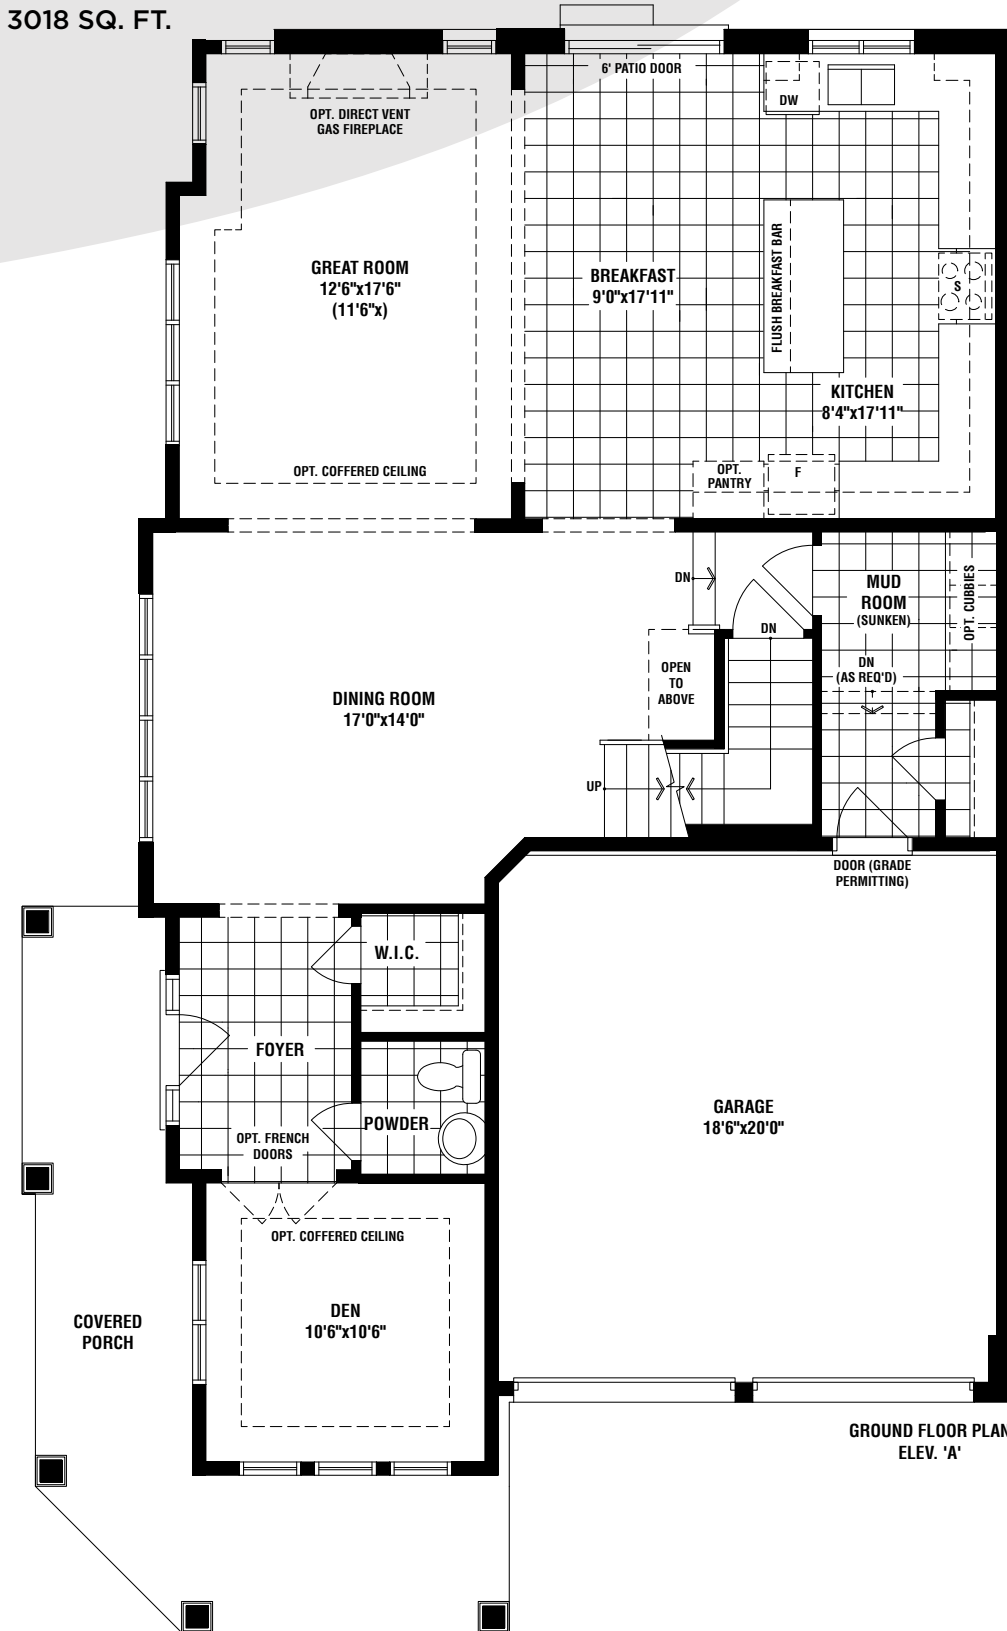 3018 SQ. FT.
6' PATIO DOOR
DW
OPT. DIRECT VENT
GAS FIREPLACE
GREAT ROOM
12'6"x17'6"
(11'6"x)
BREAKFAST
9'0"x17'11"
FLUSH BREAKFAST BAR
S
KITCHEN
8'4"x17'11"
OPT. COFFERED CEILING
OPT.
PANTRY
F
DN
MUD
ROOM
(SUNKEN)
OPT. CUBBIES
DN
DN
(AS REQ'D)
OPEN
TO
ABOVE
DINING ROOM
17'0"x14'0"
UP
DOOR (GRADE
PERMITTING)
W.I.C.
FOYER
POWDER
OPT. FRENCH
DOORS
GARAGE
18'6"x20'0"
OPT. COFFERED CEILING
DEN
10'6"x10'6"
COVERED
PORCH
GROUND FLOOR PLAN
ELEV. 'A'